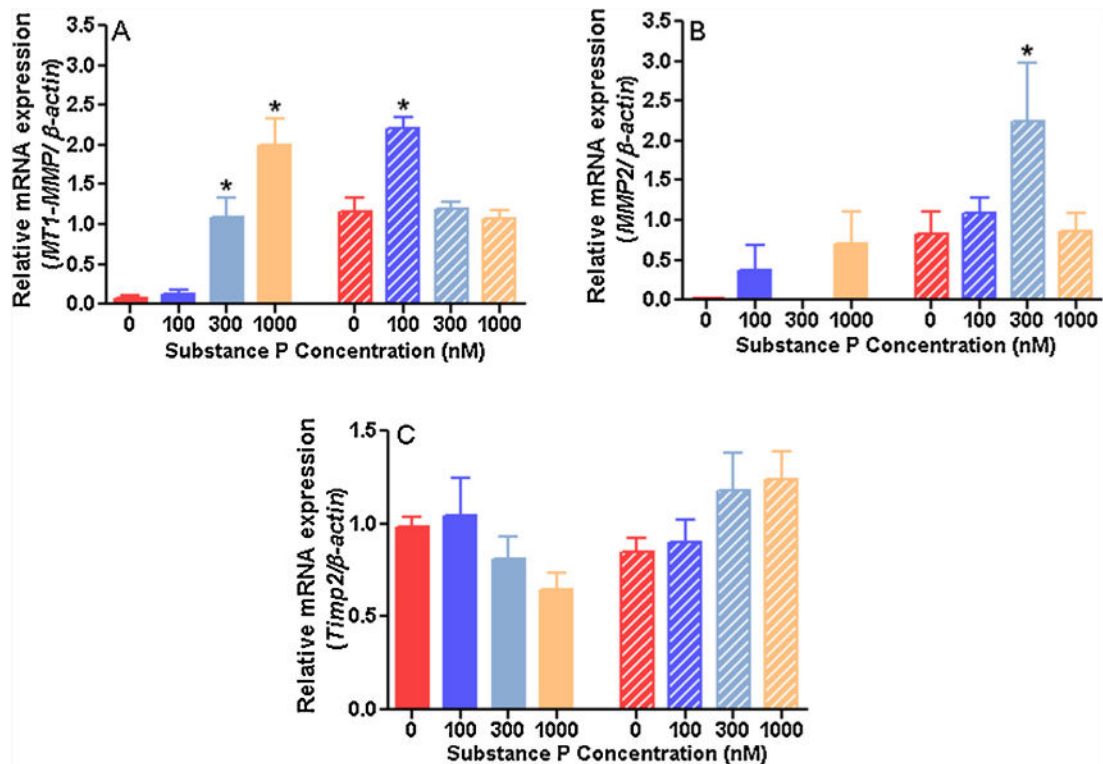 A
Relative mRNA expression
(MT1-MMP/ β-actin)
3.5
3.0
2.5
2.0
1.5
1.0
0.5
0.0
* * *
0 100 300 1000 0 100 300 1000
Substance P Concentration (nM)
B
Relative mRNA expression
(MMP2/ β-actin)
3.5
3.0
2.5
2.0
1.5
1.0
0.5
0.0
*
0 100 300 1000 0 100 300 1000
Substance P Concentration (nM)
C
Relative mRNA expression
(Timp2/β-actin)
1.5
1.0
0.5
0.0
0 100 300 1000 0 100 300 1000
Substance P Concentration (nM)